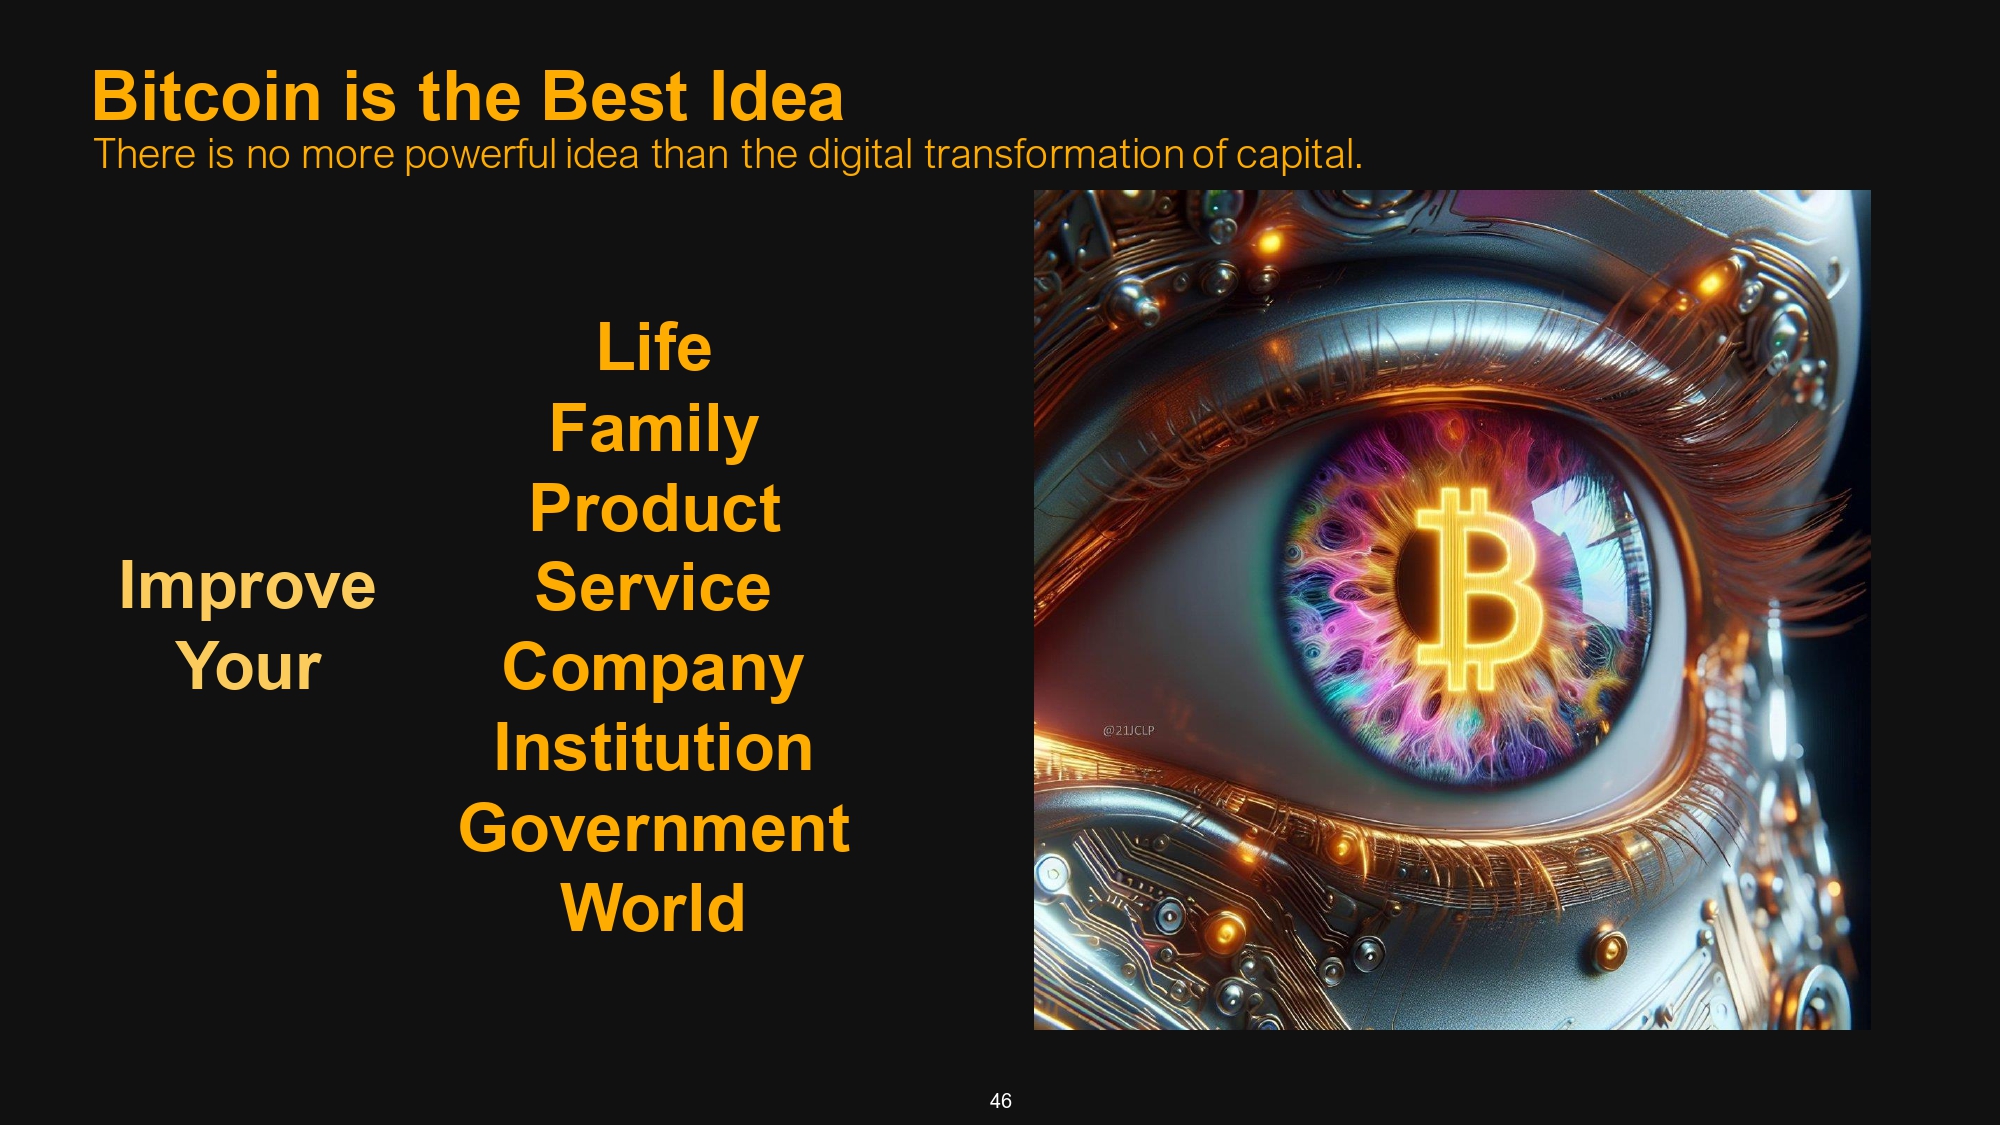 Bitcoin is the Best Idea
There is no more powerful idea than the digital transformation of capital.
Improve
Your
Life
Family
Product
Service
Company
Institution
Government
World
@21JCLP
46